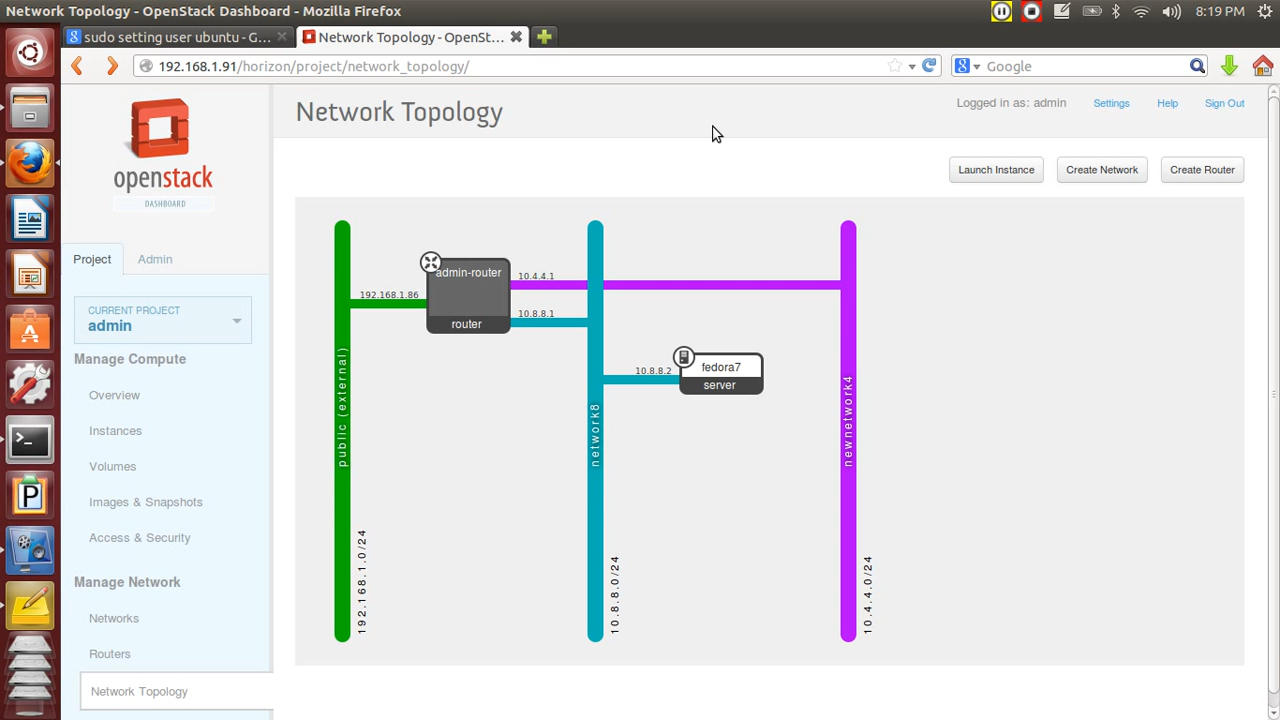 Network Topology - OpenStack Dashboard - Mozilla Firefox
8:19 PM
sudo setting user ubuntu - G...
Network Topology - OpenSt...
192.168.1.91/horizon/project/network_topology/
Google
openstack
DASHBOARD
Network Topology
Logged in as: admin
Settings
Help
Sign Out
Launch Instance
Create Network
Create Router
Project
Admin
CURRENT PROJECT
admin
Manage Compute
Overview
Instances
Volumes
Images & Snapshots
Access & Security
Manage Network
Networks
Routers
Network Topology
public (external)
192.168.1.0/24
192.168.1.86
admin-router
router
10.4.4.1
10.8.8.1
network8
10.8.8.0/24
10.8.8.2
fedora7
server
newnetwork4
10.4.4.0/24